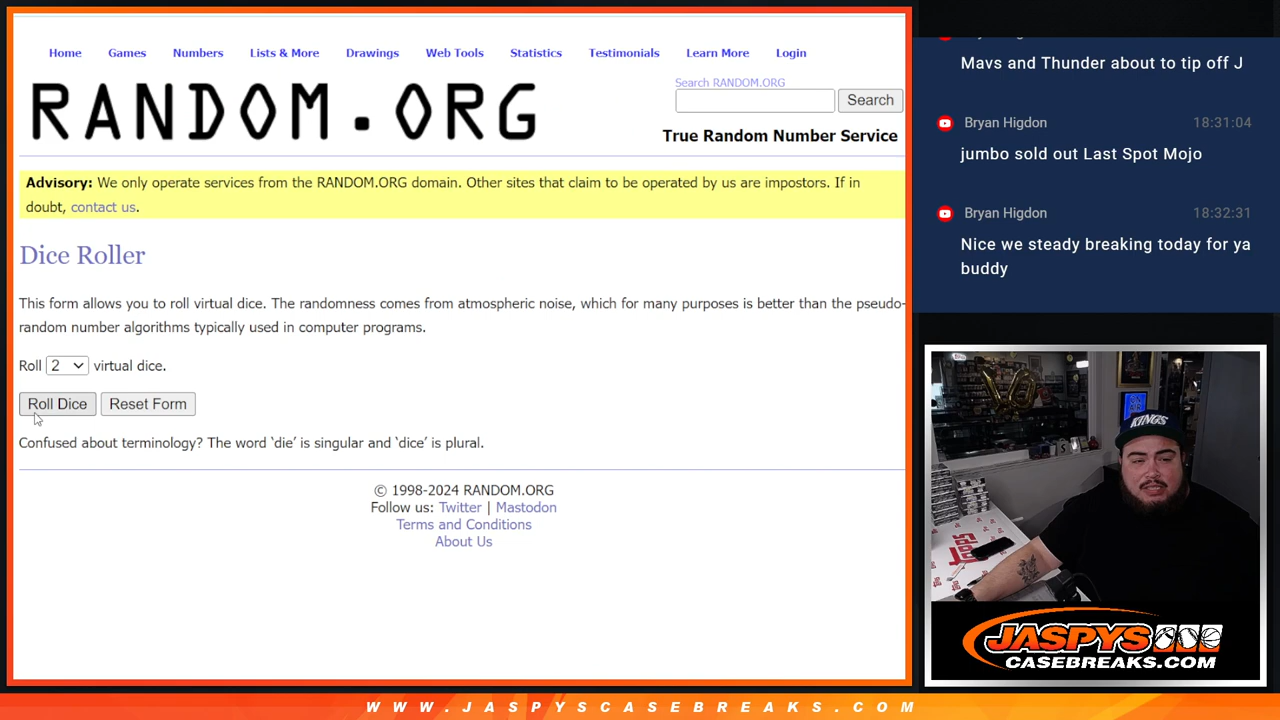 Home Games Numbers Lists & More Drawings Web Tools Statistics Testimonials Learn More Login
RANDOM.ORG
Search RANDOM.ORG
Search
True Random Number Service
Advisory: We only operate services from the RANDOM.ORG domain. Other sites that claim to be operated by us are impostors. If in
doubt, contact us.
Dice Roller
This form allows you to roll virtual dice. The randomness comes from atmospheric noise, which for many purposes is better than the pseudo-
random number algorithms typically used in computer programs.
Roll 2 virtual dice.
Roll Dice Reset Form
Confused about terminology? The word ‘die’ is singular and ‘dice’ is plural.
© 1998-2024 RANDOM.ORG
Follow us: Twitter | Mastodon
Terms and Conditions
About Us
Mavs and Thunder about to tip off J
Bryan Higdon 18:31:04
jumbo sold out Last Spot Mojo
Bryan Higdon 18:32:31
Nice we steady breaking today for ya
buddy
KINGS
JASPYS
CASEBREAKS.COM
WWW.JASPYSCASEBREAKS.COM